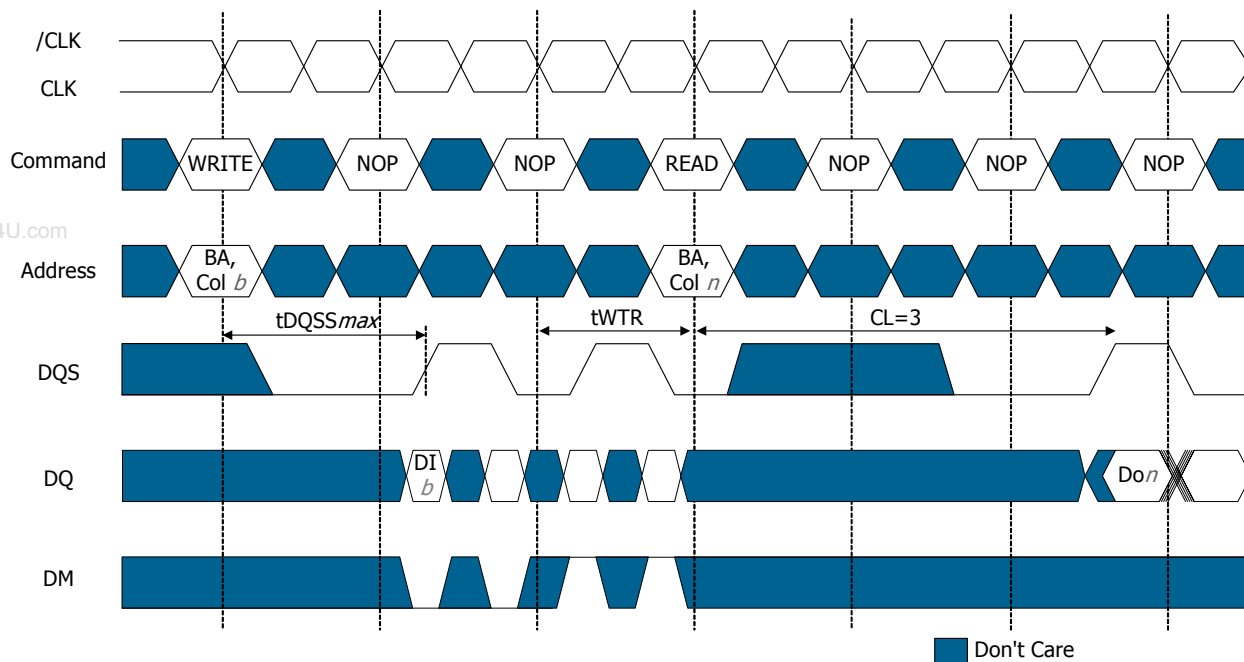 /CLK
CLK
Command
WRITE
NOP
NOP
READ
NOP
NOP
NOP
4U.com
Address
BA,
Col b
BA,
Col n
tDQSSmax
tWTR
CL=3
DQS
DQ
DI
b
Don
DM
Don't Care